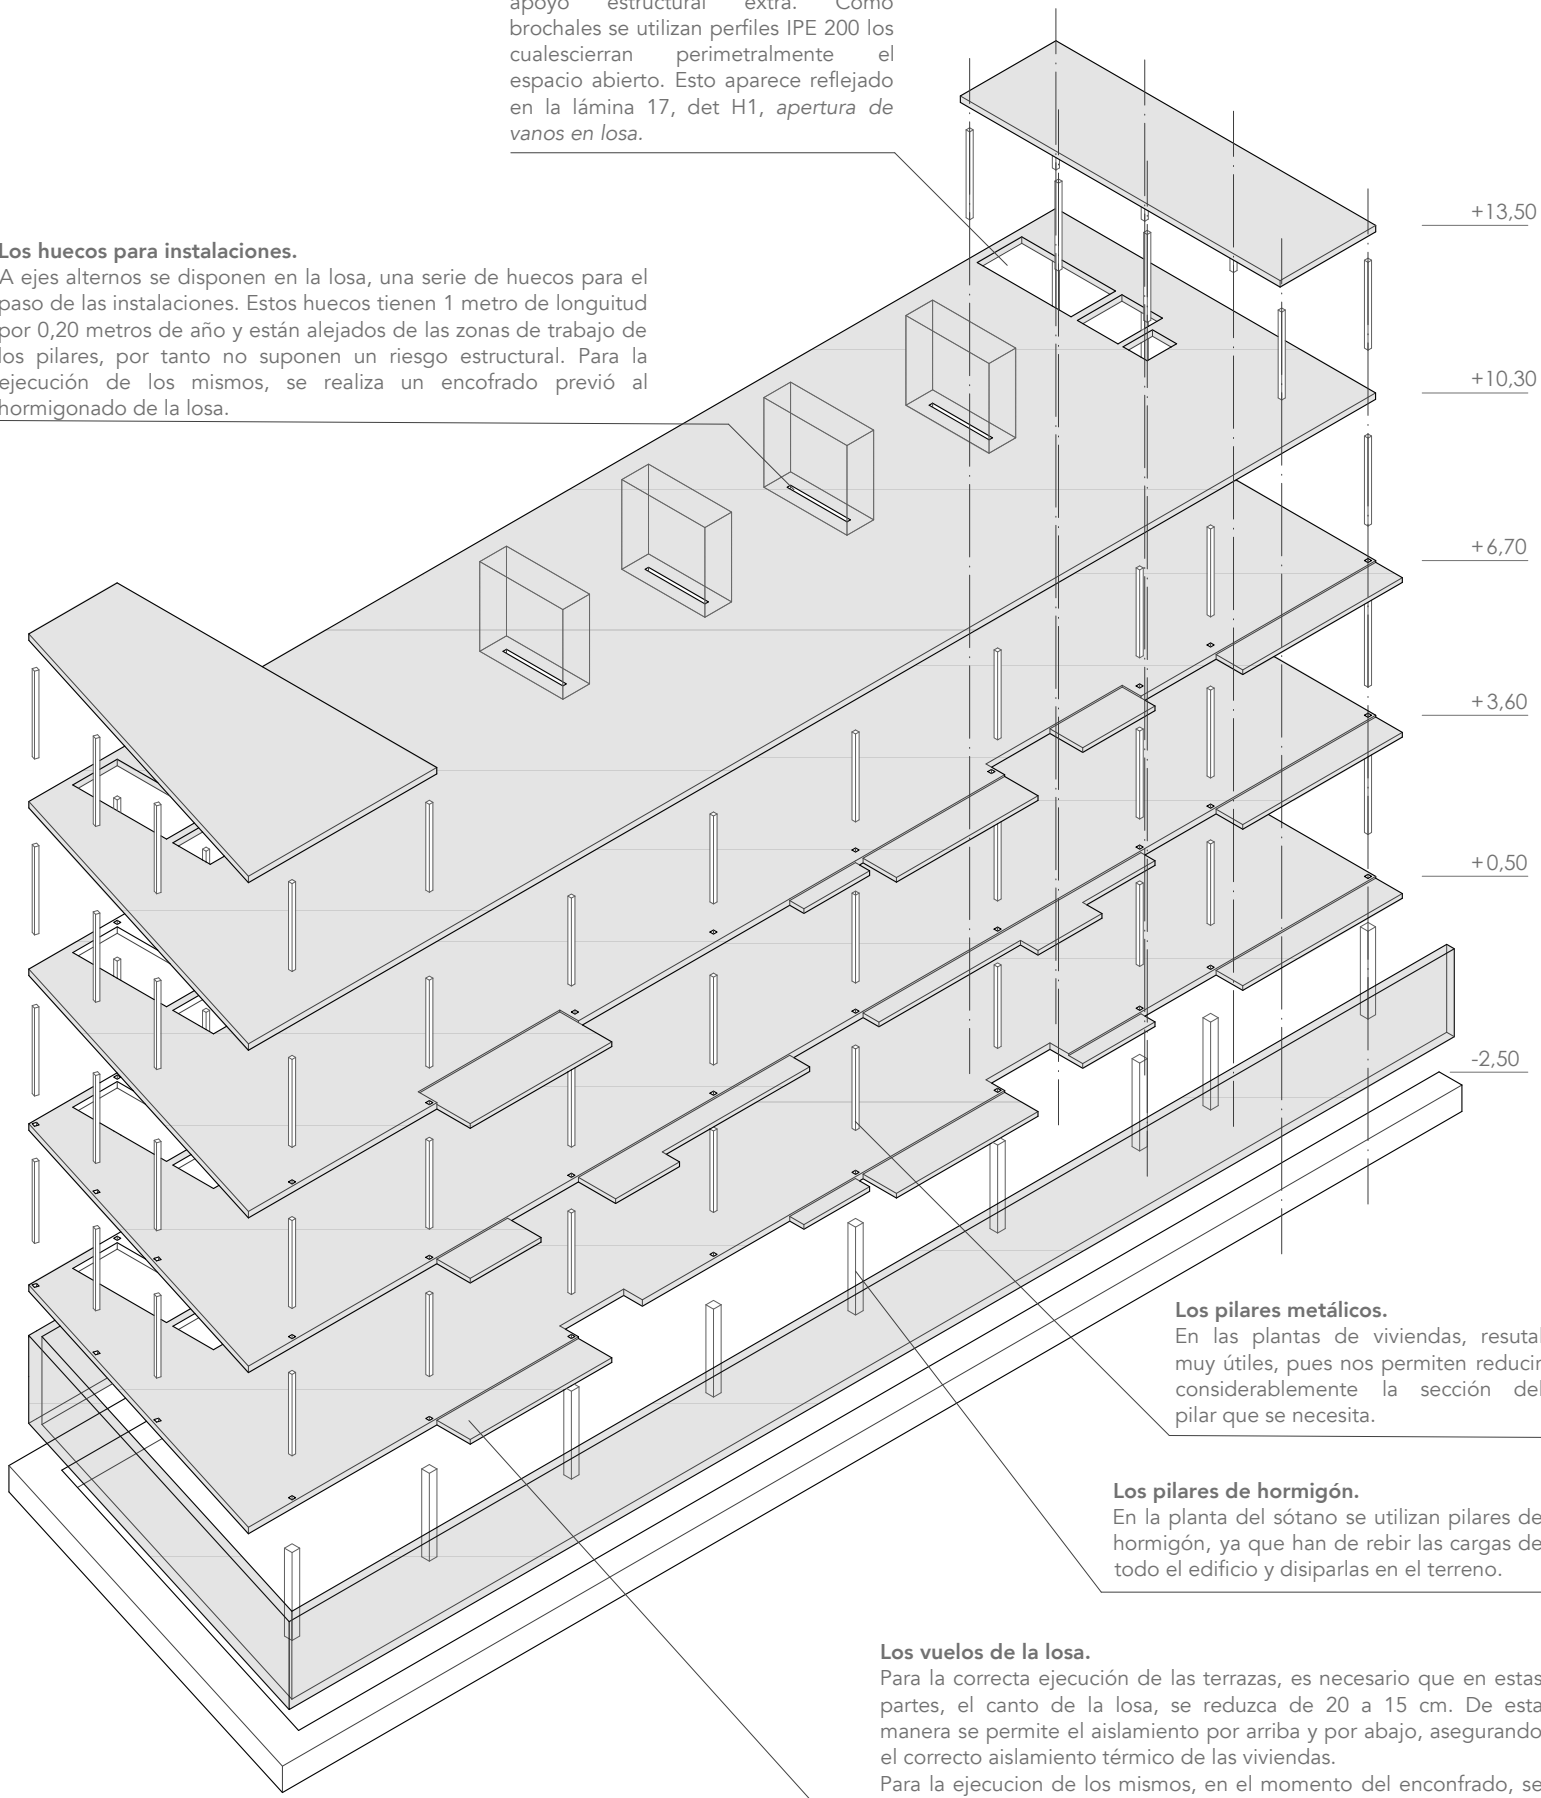 apoyo estructural extra. Como
brochales se utilizan perfiles IPE 200 los
cualescierran perimetralmente el
espacio abierto. Esto aparece reflejado
en la lámina 17, det H1, apertura de
vanos en losa.
Los huecos para instalaciones.
A ejes alternos se disponen en la losa, una serie de huecos para el
paso de las instalaciones. Estos huecos tienen 1 metro de longuitud
por 0,20 metros de año y están alejados de las zonas de trabajo de
los pilares, por tanto no suponen un riesgo estructural. Para la
ejecución de los mismos, se realiza un encofrado previó al
hormigonado de la losa.
+13,50
+10,30
+6,70
+3,60
+0,50
-2,50
Los pilares metálicos.
En las plantas de viviendas, resutal
muy útiles, pues nos permiten reducir
considerablemente la sección del
pilar que se necesita.
Los pilares de hormigón.
En la planta del sótano se utilizan pilares de
hormigón, ya que han de rebir las cargas de
todo el edificio y disiparlas en el terreno.
Los vuelos de la losa.
Para la correcta ejecución de las terrazas, es necesario que en estas
partes, el canto de la losa, se reduzca de 20 a 15 cm. De esta
manera se permite el aislamiento por arriba y por abajo, asegurando
el correcto aislamiento térmico de las viviendas.
Para la ejecucion de los mismos, en el momento del enconfrado, se